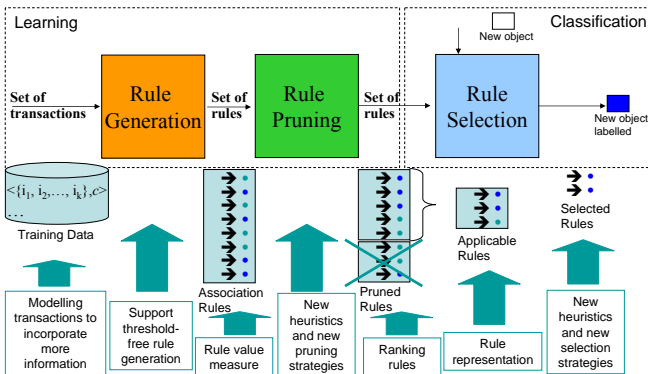 Learning
Classification
New object
Set of
transactions
Rule
Generation
Set of
rules
Rule
Pruning
Set of
rules
Rule
Selection
New object
labelled
<{i1, i2,..., ik},c>
...
Training Data
Association
Rules
Pruned
Rules
Applicable
Rules
Selected
Rules
Modelling
transactions to
incorporate
more
information
Support
threshold-
free rule
generation
Rule value
measure
New
heuristics
and new
pruning
strategies
Ranking
rules
Rule
representation
New
heuristics
and new
selection
strategies